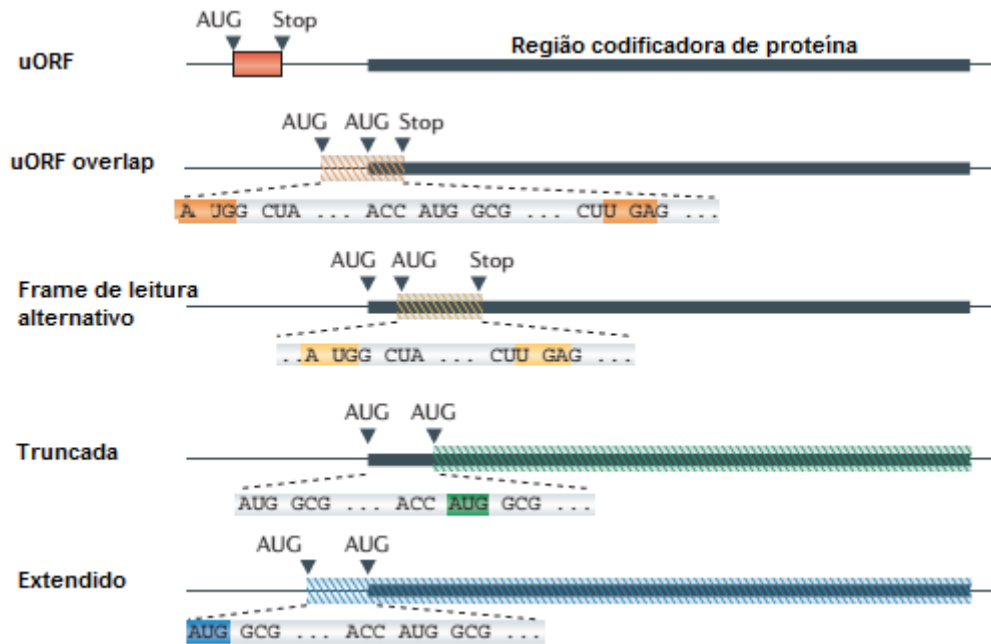 AUG Stop
uORF
Região codificadora de proteína
AUG AUG Stop
uORF overlap
A UGG CUA ... ACC AUG GCG ... CUU GAG ...
AUG AUG Stop
Frame de leitura
alternativo
..A UGG CUA ... CUU GAG ...
AUG AUG
Truncada
AUG GCG ... ACC AUG GCG ...
AUG AUG
Extendido
AUG GCG ... ACC AUG GCG ...